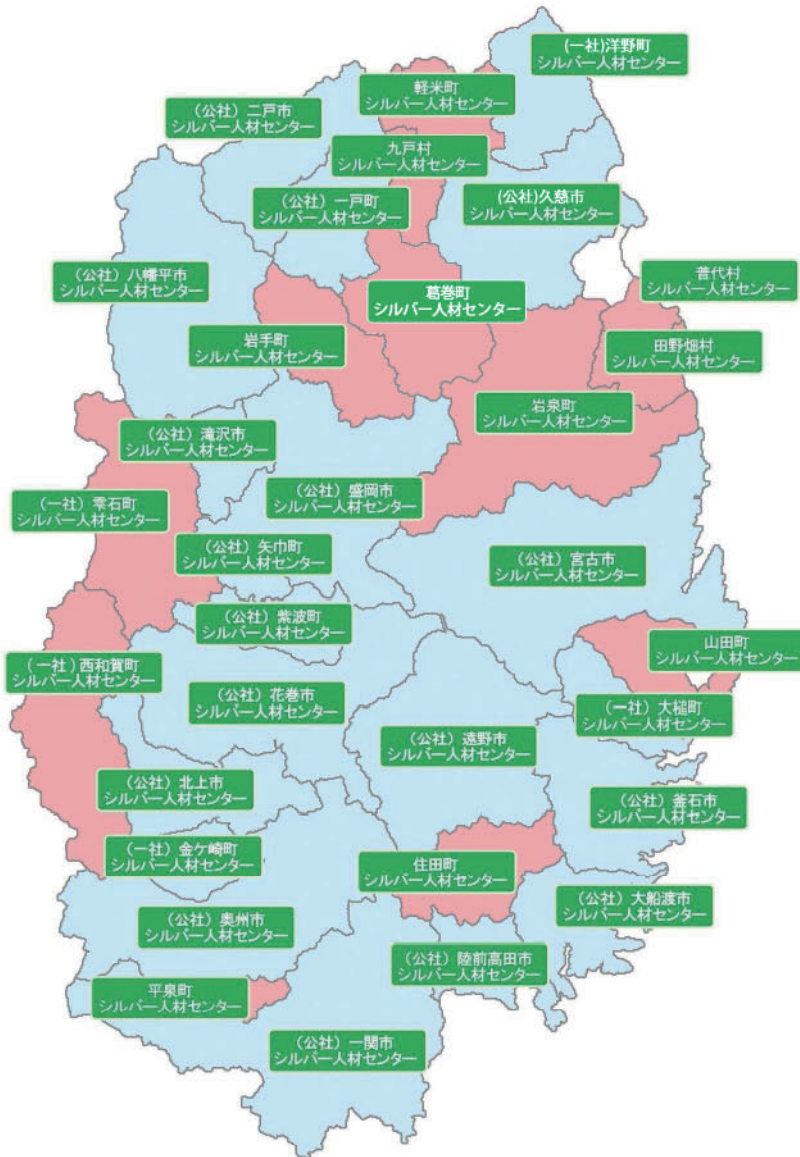 (一社)洋野町
シルバー人材センター
軽米町
シルバー人材センター
（公社）二戸市
シルバー人材センター
九戸村
シルバー人材センター
（公社）一戸町
シルバー人材センター
(公社)久慈市
シルバー人材センター
（公社）八幡平市
シルバー人材センター
普代村
シルバー人材センター
葛巻町
シルバー人材センター
岩手町
シルバー人材センター
田野畑村
シルバー人材センター
岩泉町
シルバー人材センター
（公社）滝沢市
シルバー人材センター
（公社）盛岡市
シルバー人材センター
（一社）雫石町
シルバー人材センター
（公社）矢巾町
シルバー人材センター
（公社）宮古市
シルバー人材センター
（公社）紫波町
シルバー人材センター
山田町
シルバー人材センター
（一社）西和賀町
シルバー人材センター
（公社）花巻市
シルバー人材センター
（一社）大槌町
シルバー人材センター
（公社）遠野市
シルバー人材センター
（公社）北上市
シルバー人材センター
（公社）釜石市
シルバー人材センター
（一社）金ケ崎町
シルバー人材センター
住田町
シルバー人材センター
（公社）大船渡市
シルバー人材センター
（公社）奥州市
シルバー人材センター
（公社）陸前高田市
シルバー人材センター
平泉町
シルバー人材センター
（公社）一関市
シルバー人材センター